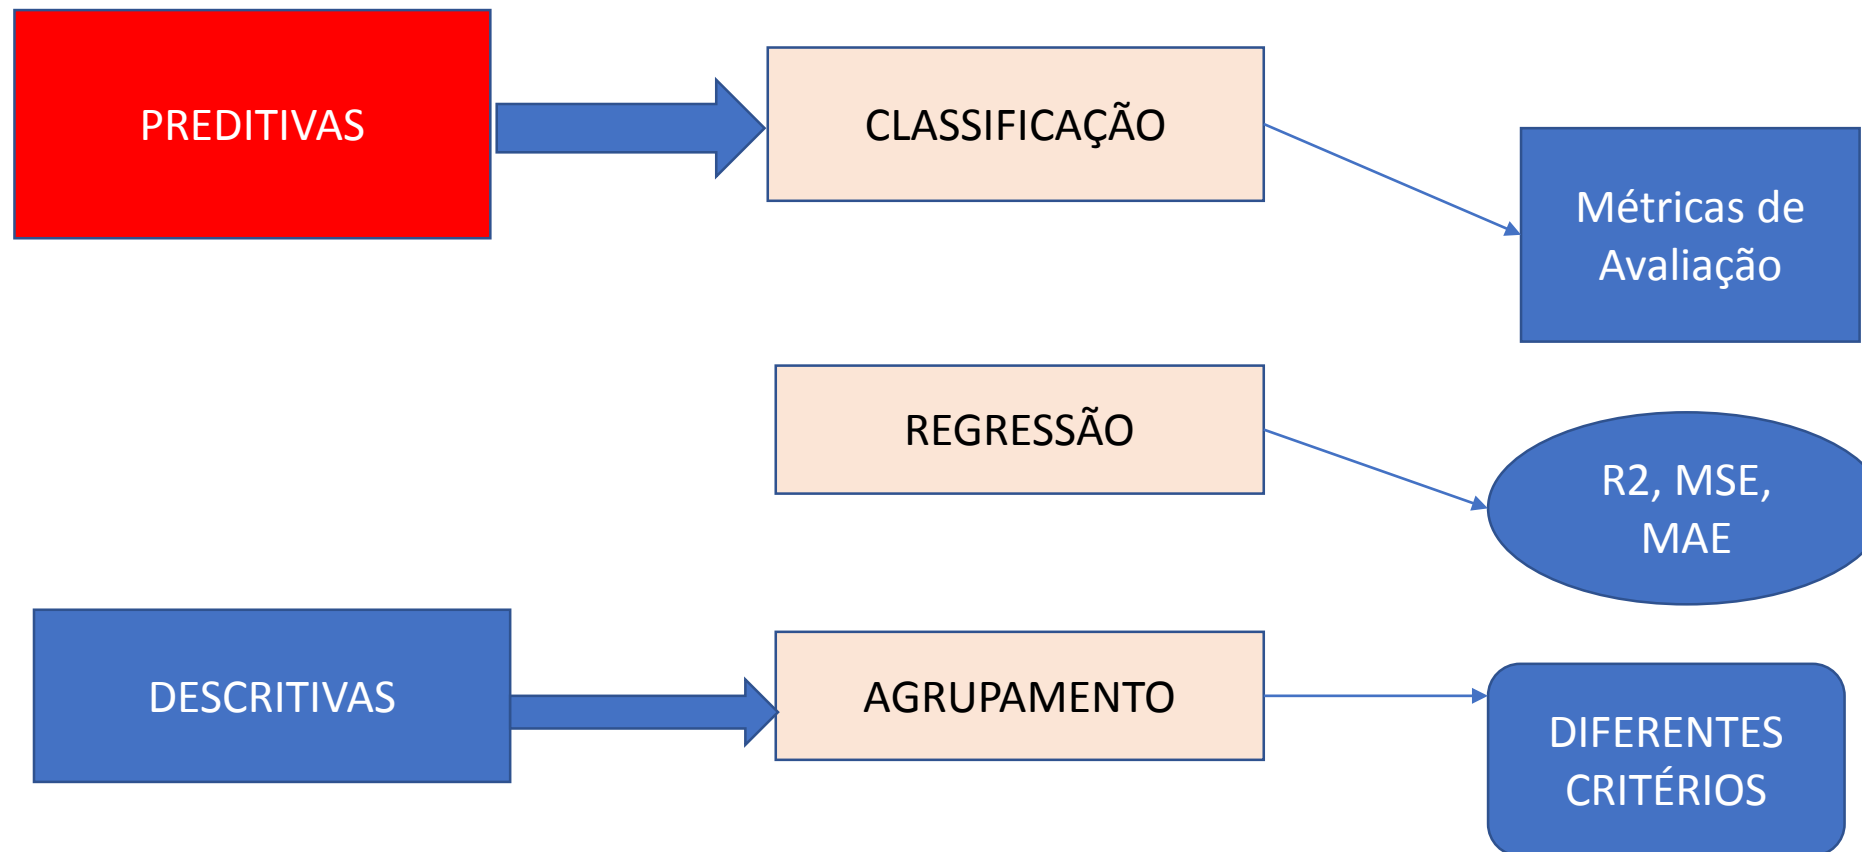 PREDITIVAS
CLASSIFICAÇÃO
Métricas de
Avaliação
REGRESSÃO
R2, MSE,
MAE
DESCRITIVAS
AGRUPAMENTO
DIFERENTES
CRITÉRIOS